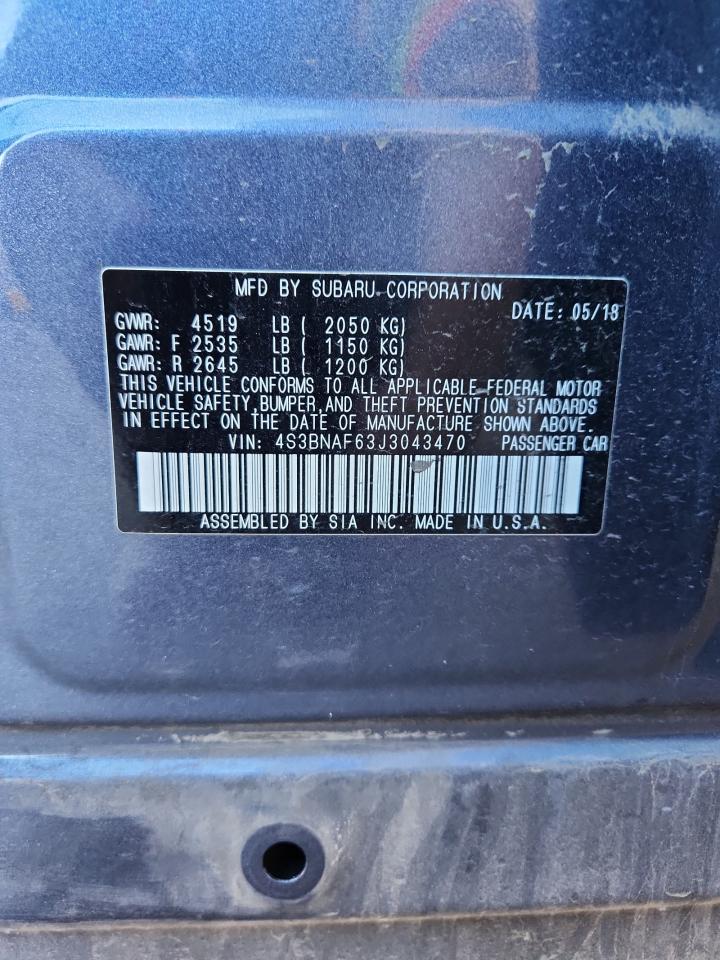 MFD BY SUBARU CORPORATION
DATE: 05/18
GVWR: 4519 LB ( 2050 KG)
GAWR: F 2535 LB ( 1150 KG)
GAWR: R 2645 LB ( 1200 KG)
THIS VEHICLE CONFORMS TO ALL APPLICABLE FEDERAL MOTOR
VEHICLE SAFETY,BUMPER,AND THEFT PREVENTION STANDARDS
IN EFFECT ON THE DATE OF MANUFACTURE SHOWN ABOVE.
VIN: 4S3BNAF63J3043470 PASSENGER CAR
ASSEMBLED BY SIA INC. MADE IN U.S.A.